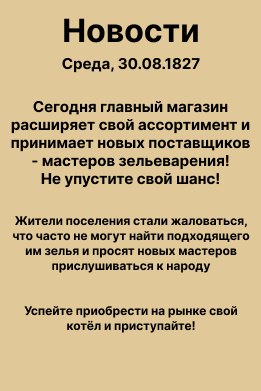 Новости
Среда, 30.08.1827
Сегодня главный магазин
расширяет свой ассортимент и
принимает новых поставщиков
- мастеров зельеварения!
Не упустите свой шанс!
Жители поселения стали жаловаться,
что часто не могут найти подходящего
им зелья и просят новых мастеров
прислушиваться к народу
Успейте приобрести на рынке свой
котёл и приступайте!